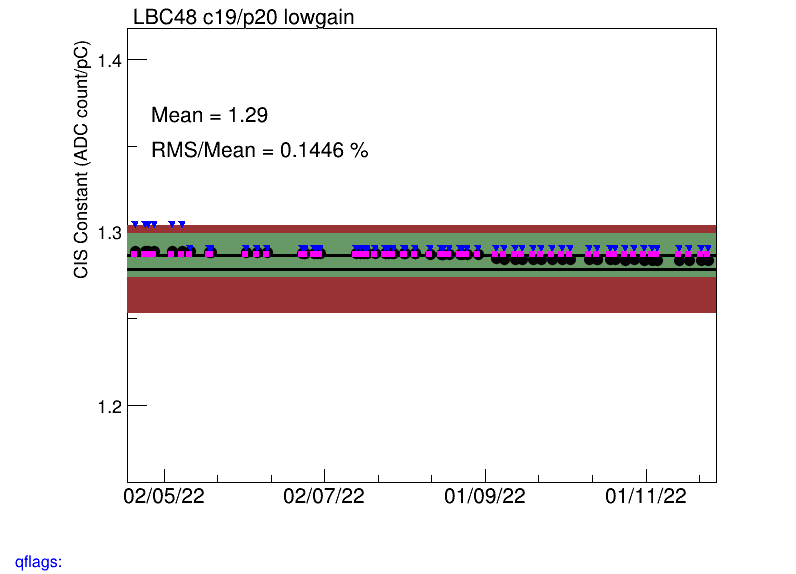 LBC48 c19/p20 lowgain
CIS Constant (ADC count/pC)
1.4
Mean = 1.29
RMS/Mean = 0.1446 %
1.3
1.2
02/05/22 02/07/22 01/09/22 01/11/22
qflags: